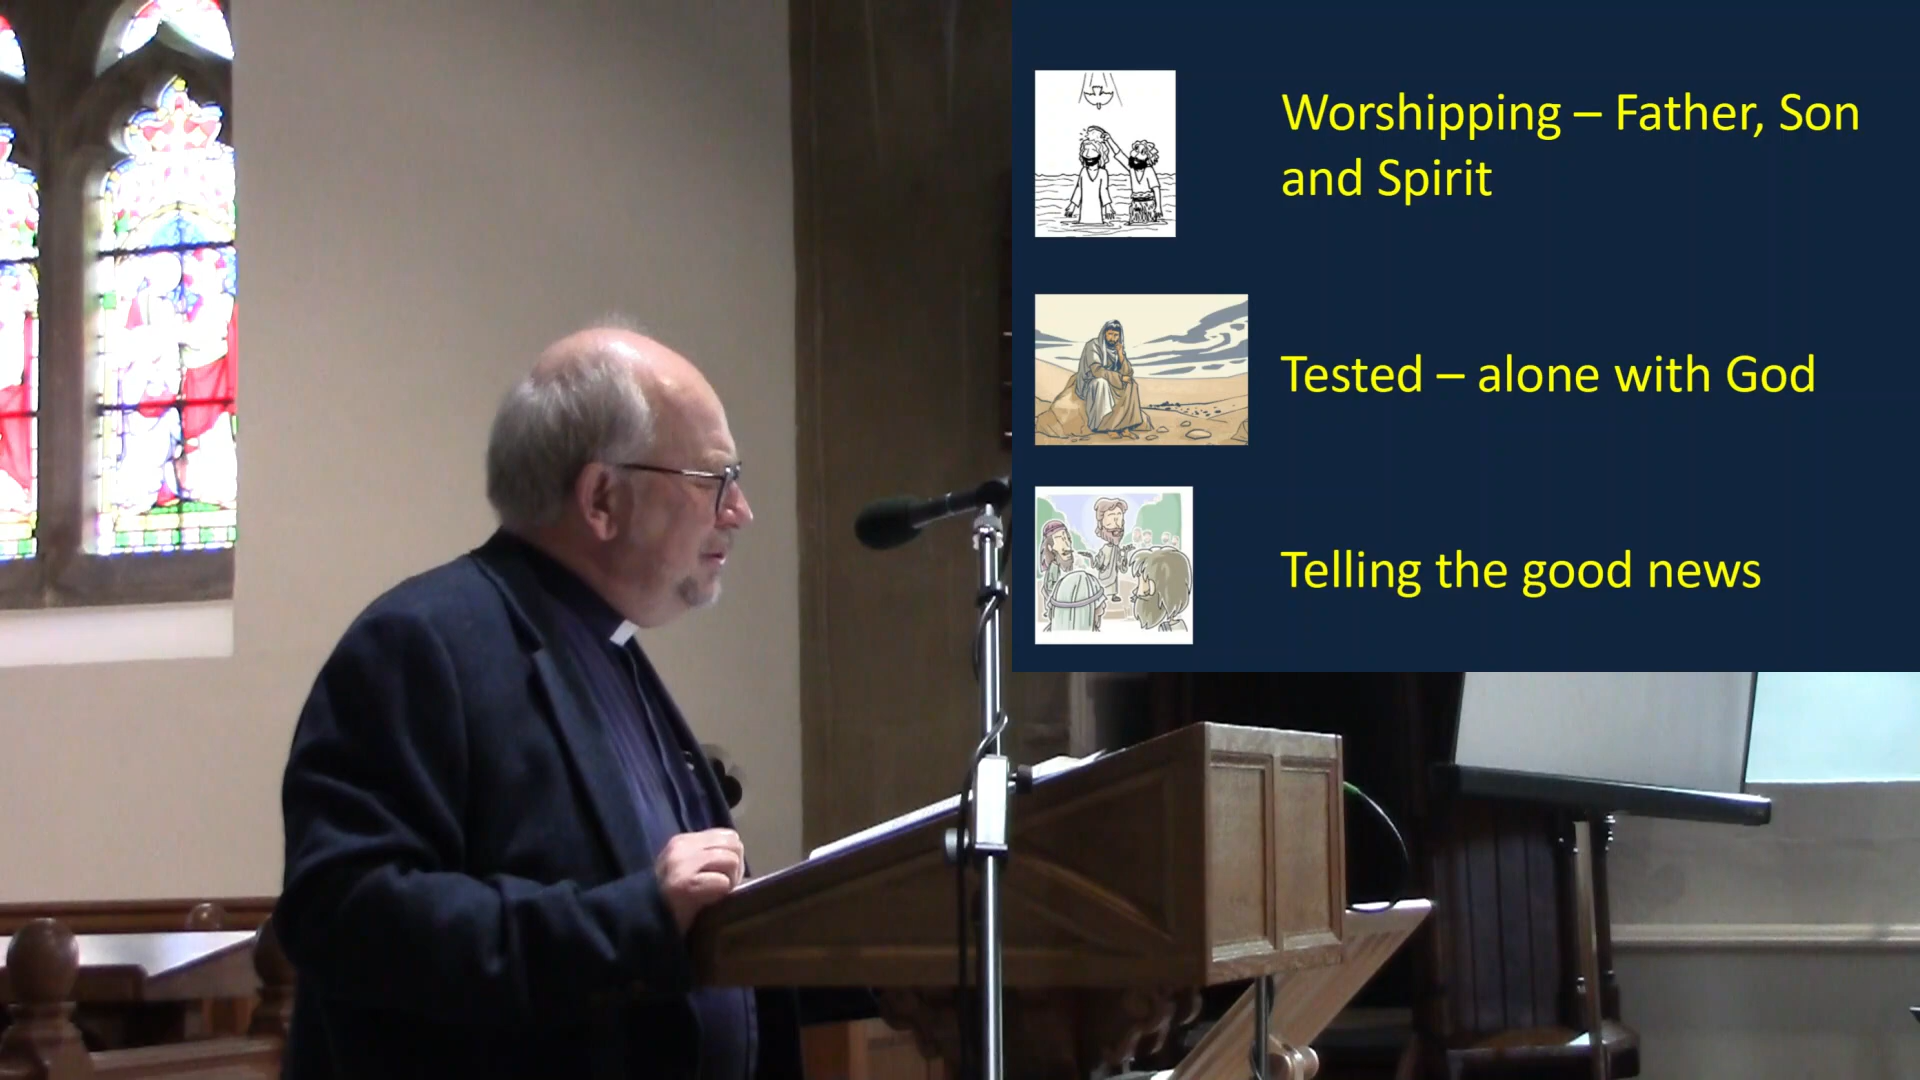 Worshipping – Father, Son
and Spirit
Tested – alone with God
Telling the good news